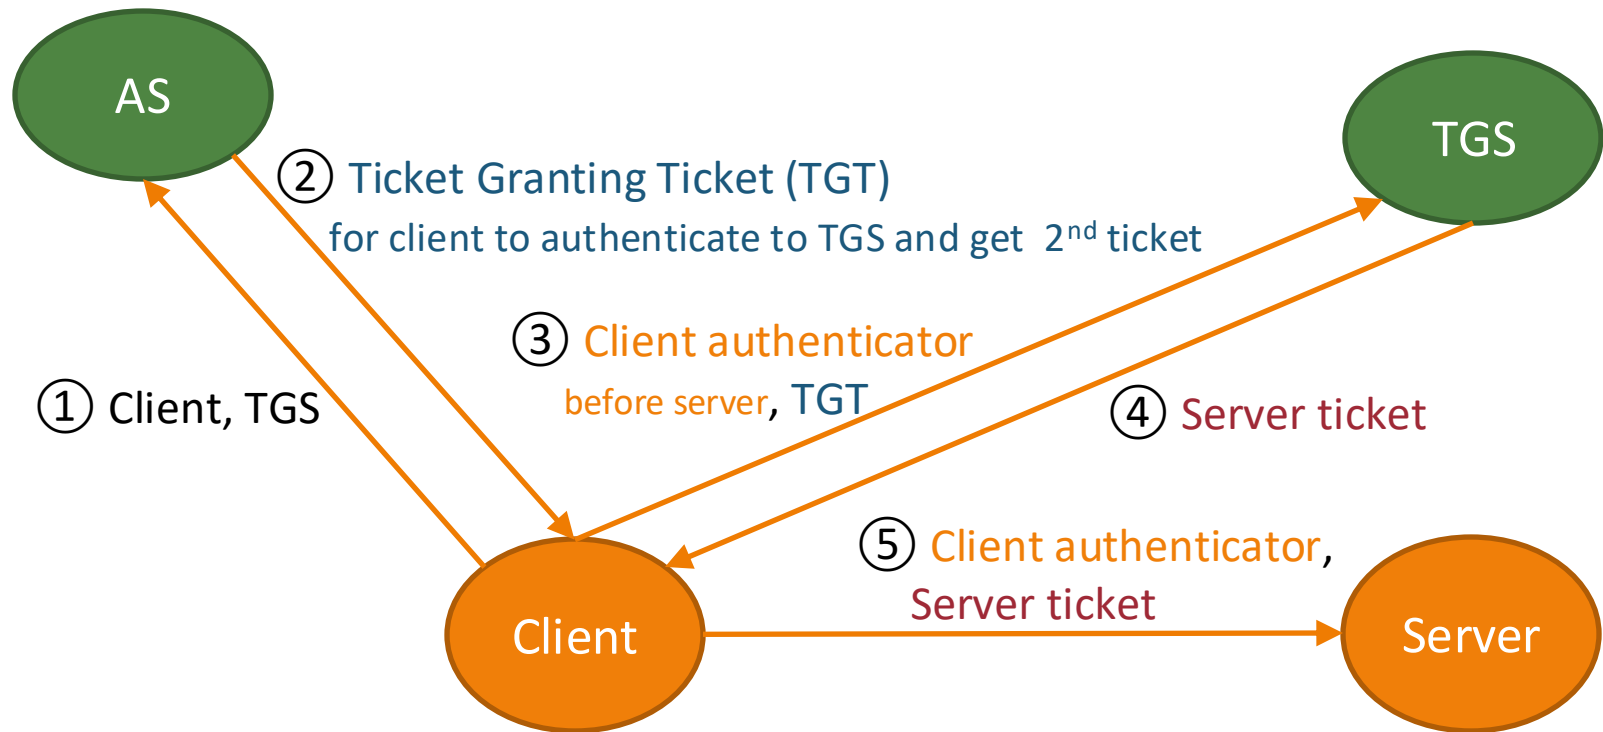 AS
TGS
② Ticket Granting Ticket (TGT)
for client to authenticate to TGS and get 2nd ticket
③ Client authenticator
before server, TGT
① Client, TGS
④ Server ticket
⑤ Client authenticator,
Server ticket
Client
Server